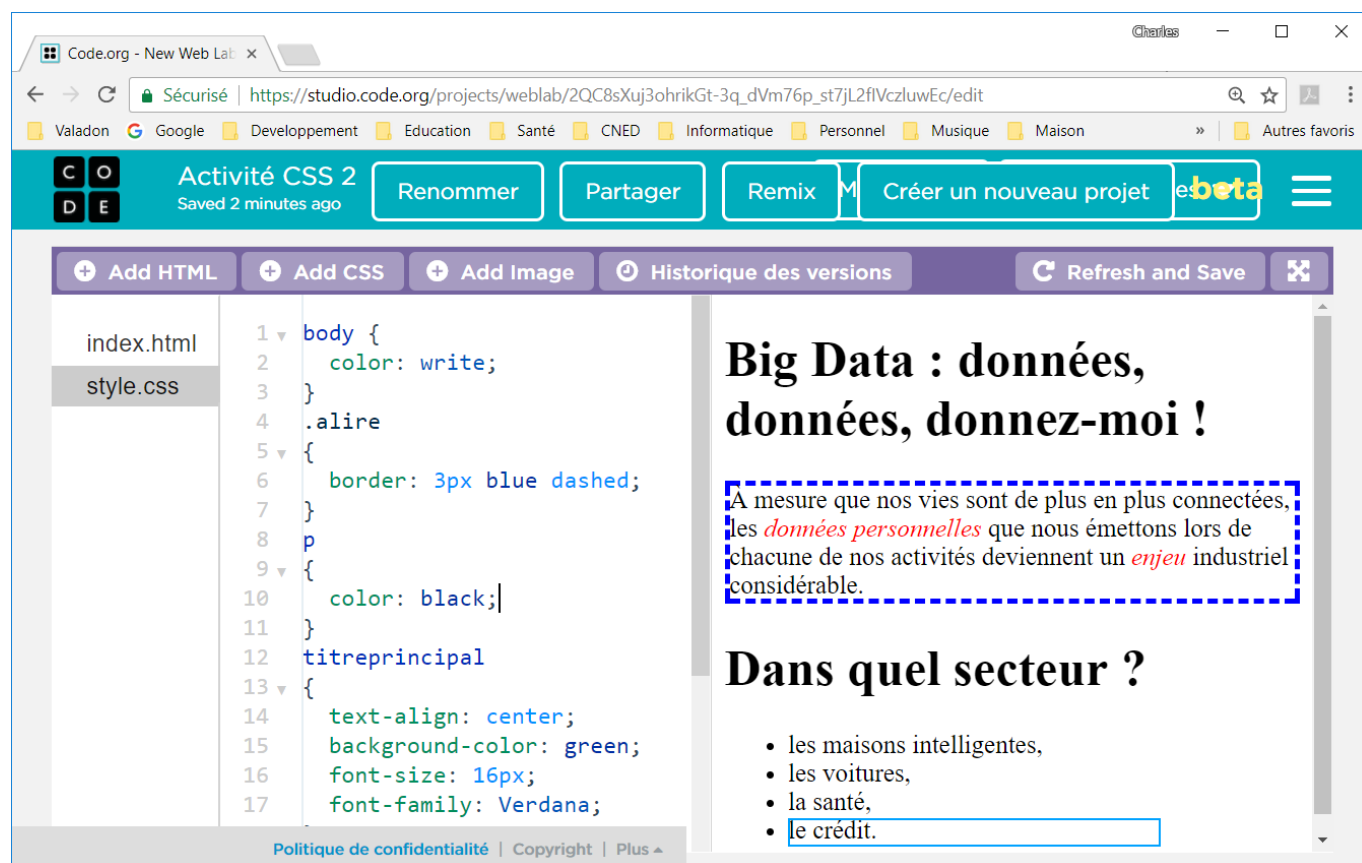 Charles
Code.org - New Web Lab
Sécurisé | https://studio.code.org/projects/weblab/2QC8sXuj3ohrikGt-3q_dVm76p_st7jL2flVczluwEc/edit
Valadon Google Developpement Education Santé CNED Informatique Personnel Musique Maison » Autres favoris
CODE
Activité CSS 2
Saved 2 minutes ago
Renommer Partager Remix M Créer un nouveau projet es beta
Add HTML Add CSS Add Image Historique des versions Refresh and Save
index.html
style.css
1 body {
2 color: write;
3 }
4 .alire
5 {
6 border: 3px blue dashed;
7 }
8 p
9 {
10 color: black;
11 }
12 titreprincipal
13 {
14 text-align: center;
15 background-color: green;
16 font-size: 16px;
17 font-family: Verdana;
Big Data : données,
données, donnez-moi !
À mesure que nos vies sont de plus en plus connectées,
les données personnelles que nous émettons lors de
chacune de nos activités deviennent un enjeu industriel
considérable.
Dans quel secteur ?
• les maisons intelligentes,
• les voitures,
• la santé,
• le crédit.
Politique de confidentialité | Copyright | Plus